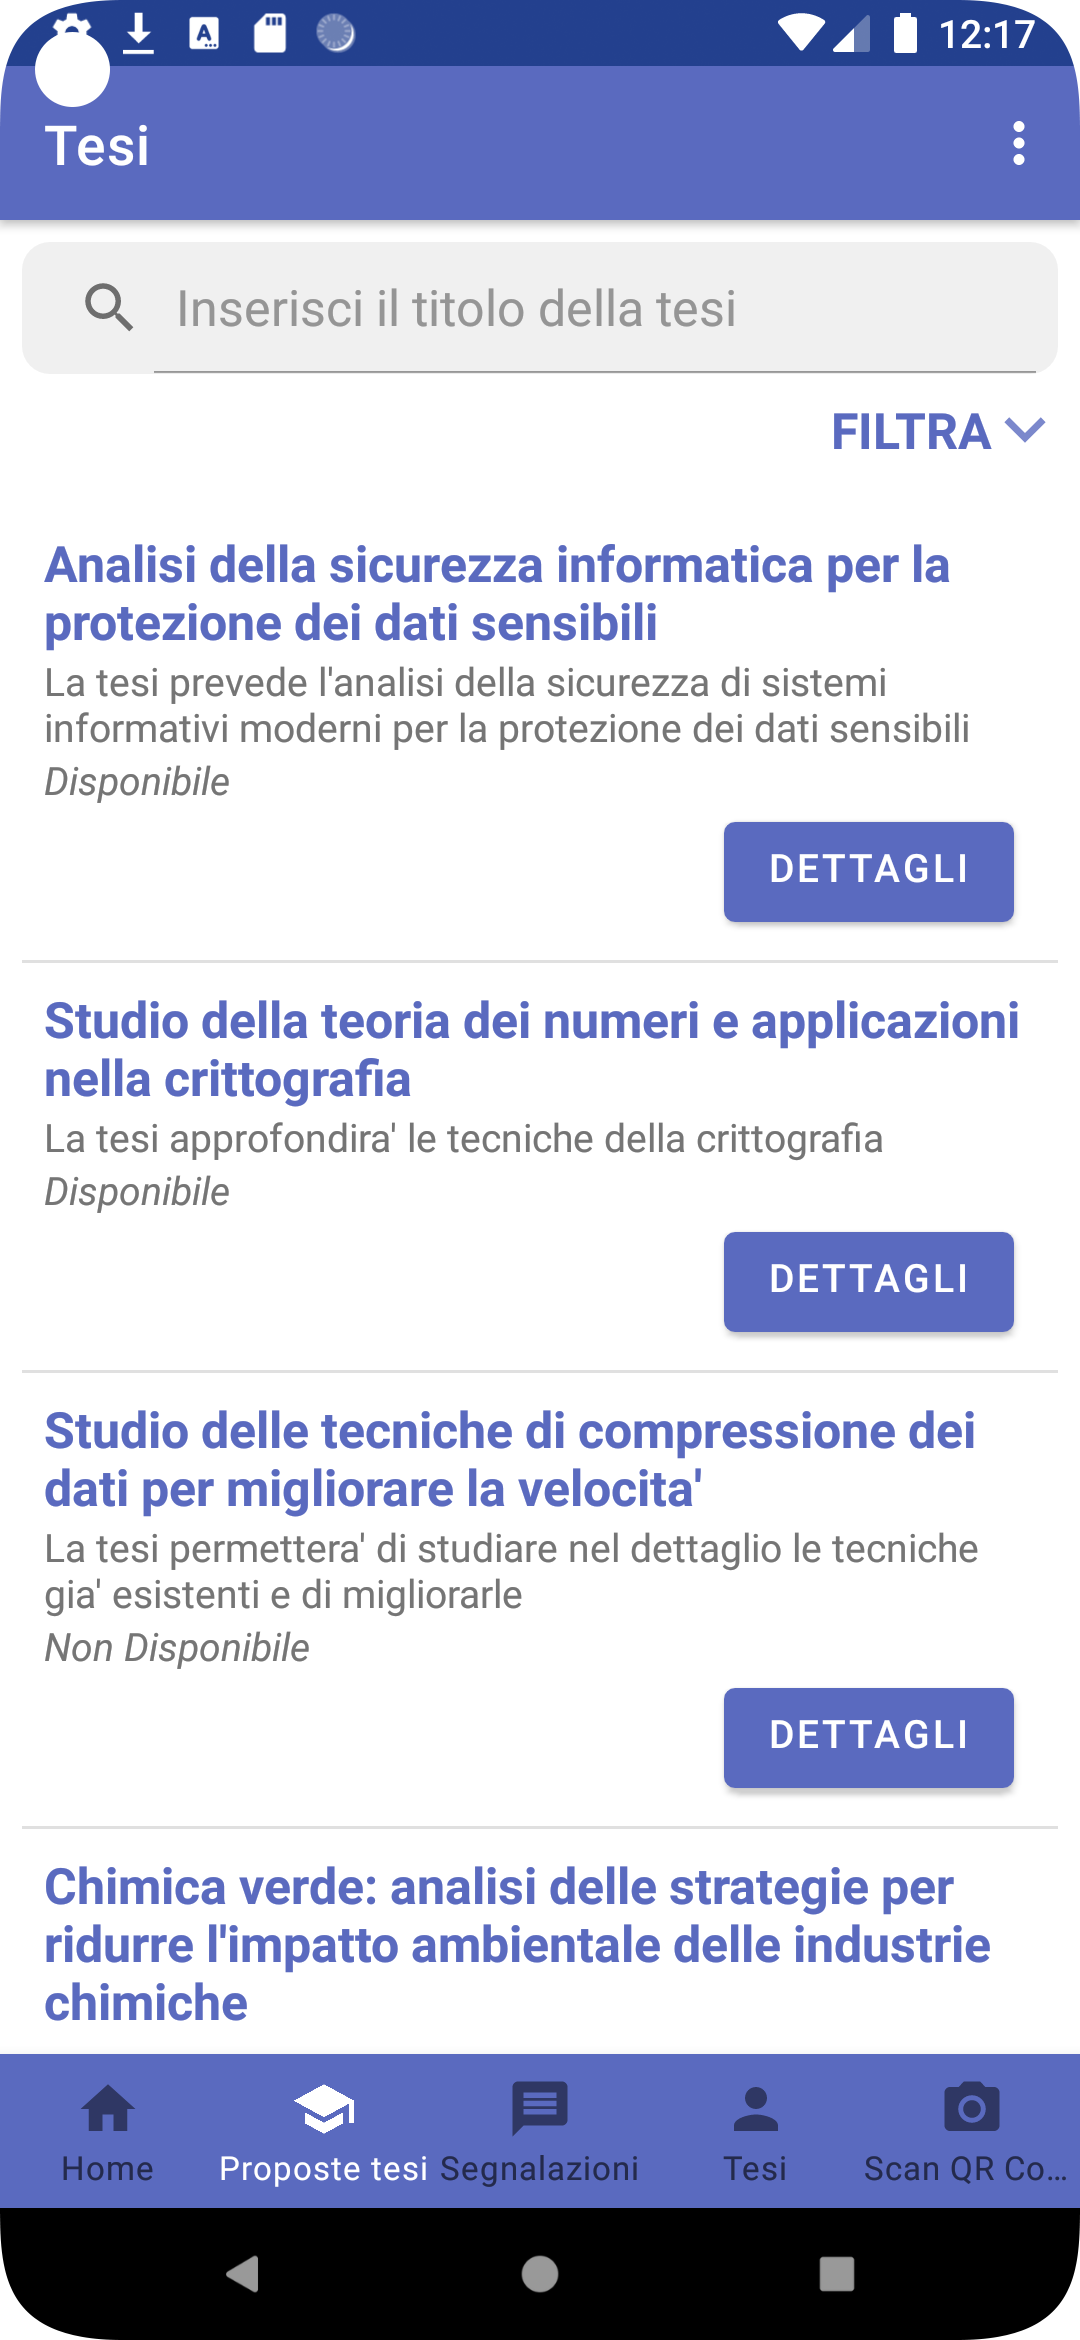 12:17
Tesi
Inserisci il titolo della tesi
FILTRA
Analisi della sicurezza informatica per la
protezione dei dati sensibili
La tesi prevede l'analisi della sicurezza di sistemi
informativi moderni per la protezione dei dati sensibili
Disponibile
DETTAGLI
Studio della teoria dei numeri e applicazioni
nella crittografia
La tesi approfondira' le tecniche della crittografia
Disponibile
DETTAGLI
Studio delle tecniche di compressione dei
dati per migliorare la velocita'
La tesi permettera' di studiare nel dettaglio le tecniche
gia' esistenti e di migliorarle
Non Disponibile
DETTAGLI
Chimica verde: analisi delle strategie per
ridurre l'impatto ambientale delle industrie
chimiche
Home
Proposte tesi
Segnalazioni
Tesi
Scan QR Co…